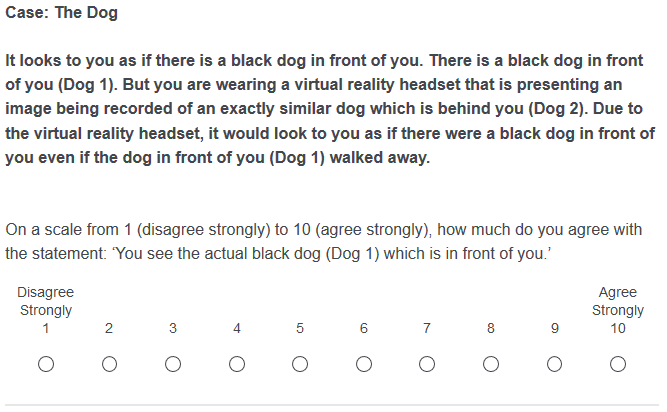 Case: The Dog
It looks to you as if there is a black dog in front of you. There is a black dog in front
of you (Dog 1). But you are wearing a virtual reality headset that is presenting an
image being recorded of an exactly similar dog which is behind you (Dog 2). Due to
the virtual reality headset, it would look to you as if there were a black dog in front of
you even if the dog in front of you (Dog 1) walked away.
On a scale from 1 (disagree strongly) to 10 (agree strongly), how much do you agree with
the statement: ‘You see the actual black dog (Dog 1) which is in front of you.’
Disagree Agree
Strongly Strongly
1 2 3 4 5 6 7 8 9 10